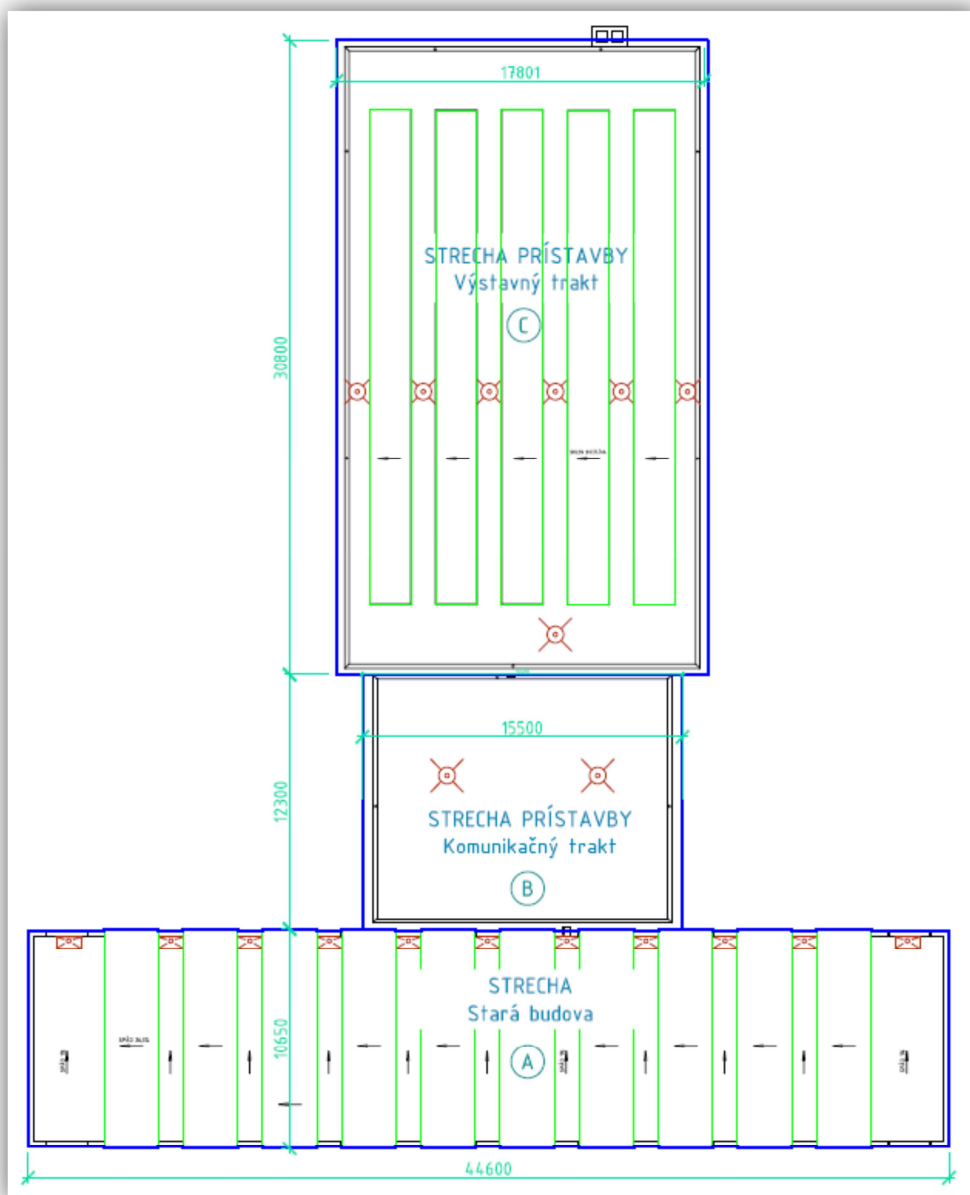 17801
STRECHA PRÍSTAVBY
Výstavný trakt
C
30800
15500
12300
STRECHA PRÍSTAVBY
Komunikačný trakt
B
STRECHA
Stará budova
A
10650
44600